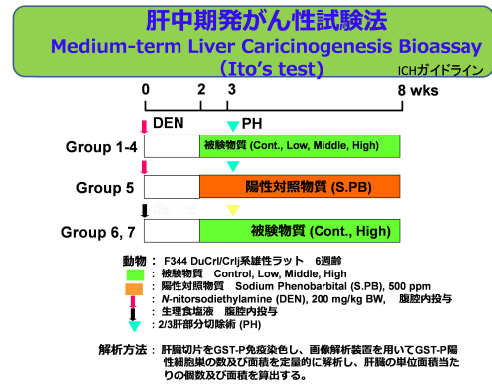 肝中期発がん性試験法
Medium-term Liver Caricinogenesis Bioassay
(Ito's test)
ICHガイドライン
0 2 3 8 wks
DEN PH
Group 1-4 被験物質 (Cont., Low, Middle, High)
Group 5 陽性対照物質 (S.PB)
Group 6, 7 被験物質 (Cont., High)
動物： F344 DuCrl/Crlj系雄性ラット 6週齢
：被験物質 Control, Low, Middle, High
：陽性対照物質 Sodium Phenobarbital (S.PB), 500 ppm
：N-nitorsodiethylamine (DEN), 200 mg/kg BW, 腹腔内投与
：生理食塩液 腹腔内投与
：2/3肝部分切除術 (PH)
解析方法：肝臓切片をGST-P免疫染色し、画像解析装置を用いてGST-P陽
性細胞巣の数及び面積を定量的に解析し、肝臓の単位面積当た
りの個数及び面積を算出する。